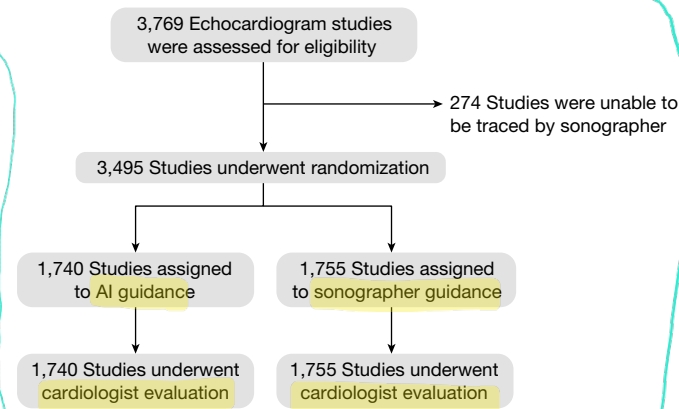 3,769 Echocardiogram studies
were assessed for eligibility
274 Studies were unable to
be traced by sonographer
3,495 Studies underwent randomization
1,740 Studies assigned
to AI guidance
1,755 Studies assigned
to sonographer guidance
1,740 Studies underwent
cardiologist evaluation
1,755 Studies underwent
cardiologist evaluation